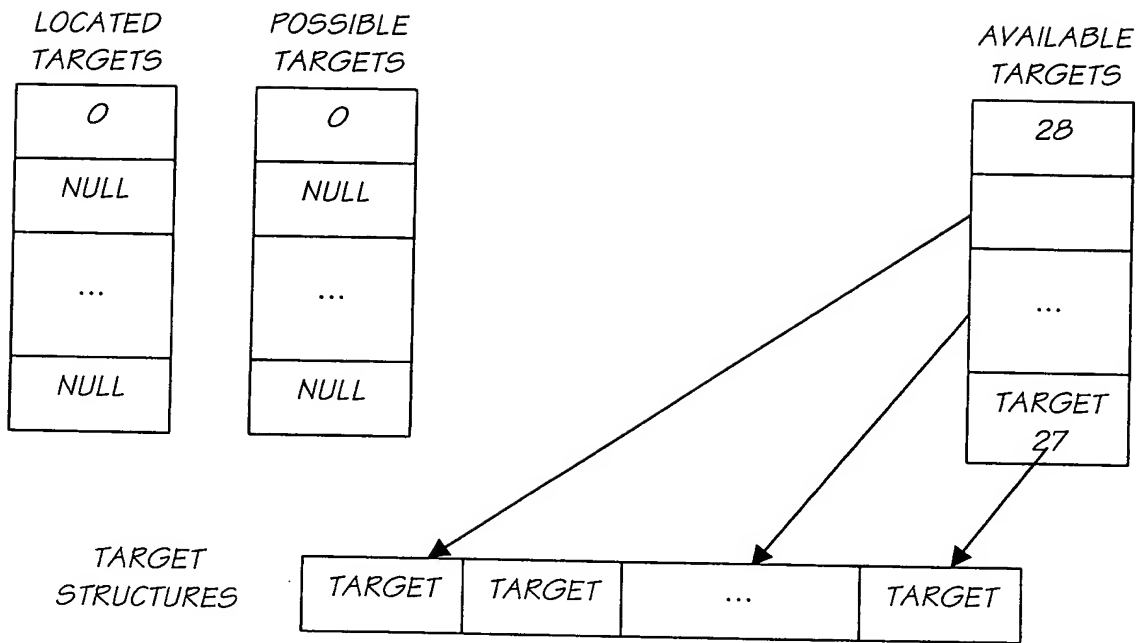 LOCATED
TARGETS
0
NULL
...
NULL
POSSIBLE
TARGETS
0
NULL
...
NULL
AVAILABLE
TARGETS
28
...
TARGET
27
TARGET
STRUCTURES
TARGET
TARGET
...
TARGET